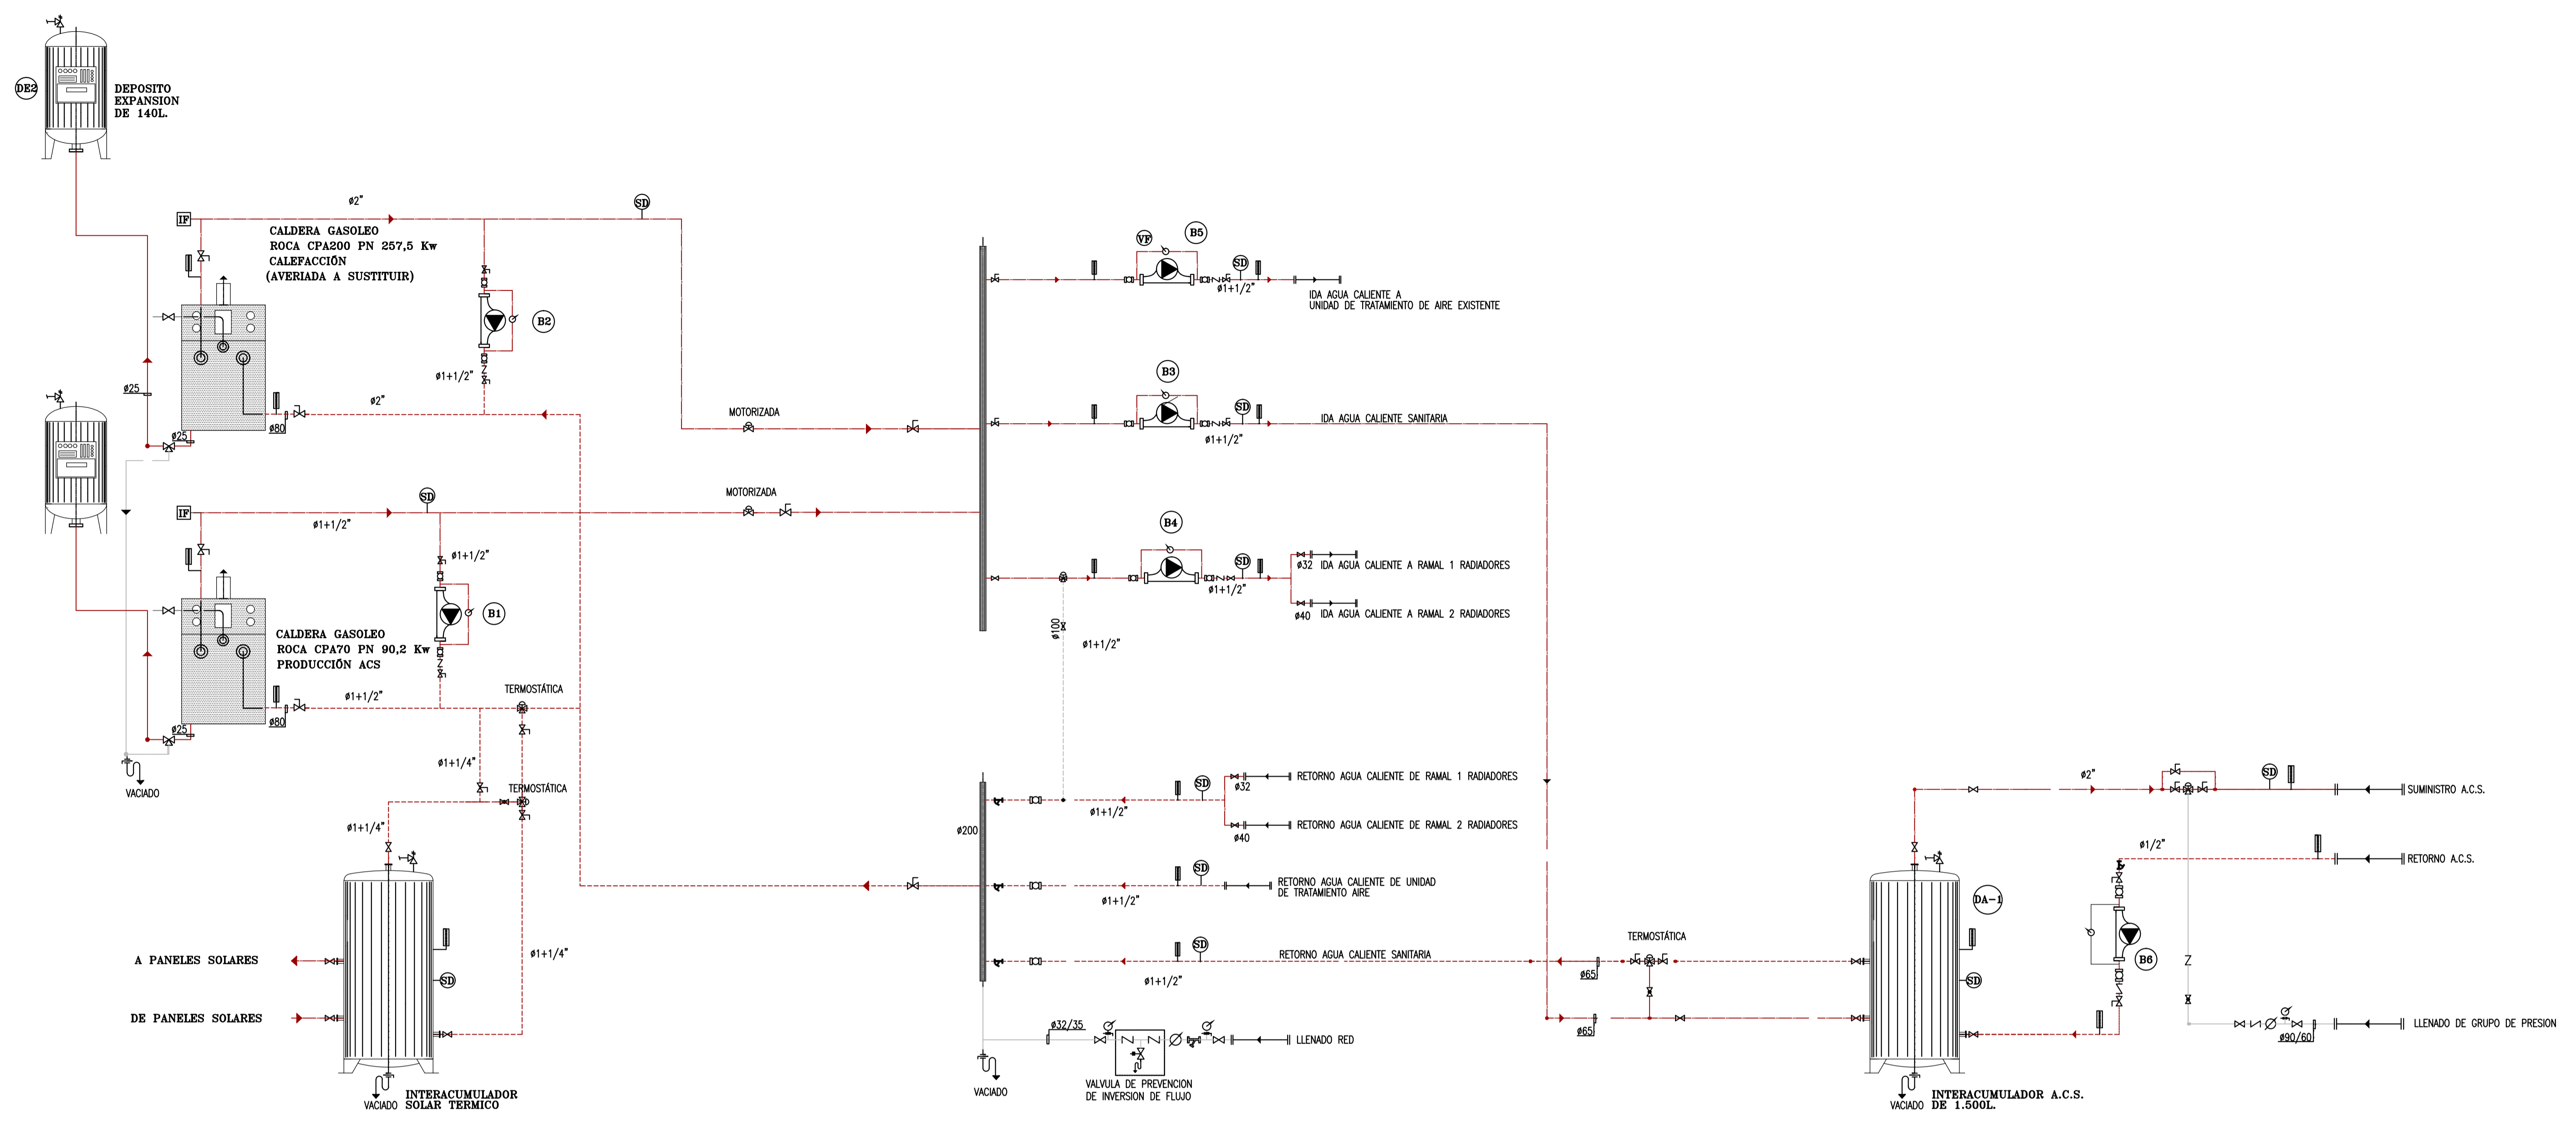 DE2
DEPOSITO
EXPANSION
DE 140L.
ø2"
SD
IF
CALDERA GASOLEO
ROCA CPA200 PN 257,5 Kw
CALEFACCIÓN
(AVERIADA A SUSTITUIR)
B2
ø1+1/2"
ø25
ø2"
ø80
ø25
MOTORIZADA
VF
B5
SD
ø1+1/2"
IDA AGUA CALIENTE A
UNIDAD DE TRATAMIENTO DE AIRE EXISTENTE
B3
SD
IDA AGUA CALIENTE SANITARIA
ø1+1/2"
MOTORIZADA
SD
IF
ø1+1/2"
ø1+1/2"
B4
SD
ø1+1/2"
ø32 IDA AGUA CALIENTE A RAMAL 1 RADIADORES
ø40 IDA AGUA CALIENTE A RAMAL 2 RADIADORES
ø100
ø1+1/2"
B1
CALDERA GASOLEO
ROCA CPA70 PN 90,2 Kw
PRODUCCIÓN ACS
ø1+1/2"
TERMOSTÁTICA
ø80
ø25
VACIADO
ø1+1/4"
TERMOSTÁTICA
ø1+1/4"
SD
ø1+1/4"
A PANELES SOLARES
DE PANELES SOLARES
VACIADO
INTERACUMULADOR
SOLAR TERMICO
ø200
SD
RETORNO AGUA CALIENTE DE RAMAL 1 RADIADORES
ø32
ø1+1/2"
RETORNO AGUA CALIENTE DE RAMAL 2 RADIADORES
ø40
SD
RETORNO AGUA CALIENTE DE UNIDAD
DE TRATAMIENTO AIRE
ø1+1/2"
SD
RETORNO AGUA CALIENTE SANITARIA
ø1+1/2"
ø32/35
LLENADO RED
VACIADO
VALVULA DE PREVENCION
DE INVERSION DE FLUJO
ø65
TERMOSTÁTICA
ø65
DA-1
SD
B6
ø2"
SD
SUMINISTRO A.C.S.
ø1/2"
RETORNO A.C.S.
LLENADO DE GRUPO DE PRESION
ø90/60
VACIADO
INTERACUMULADOR A.C.S.
DE 1.500L.